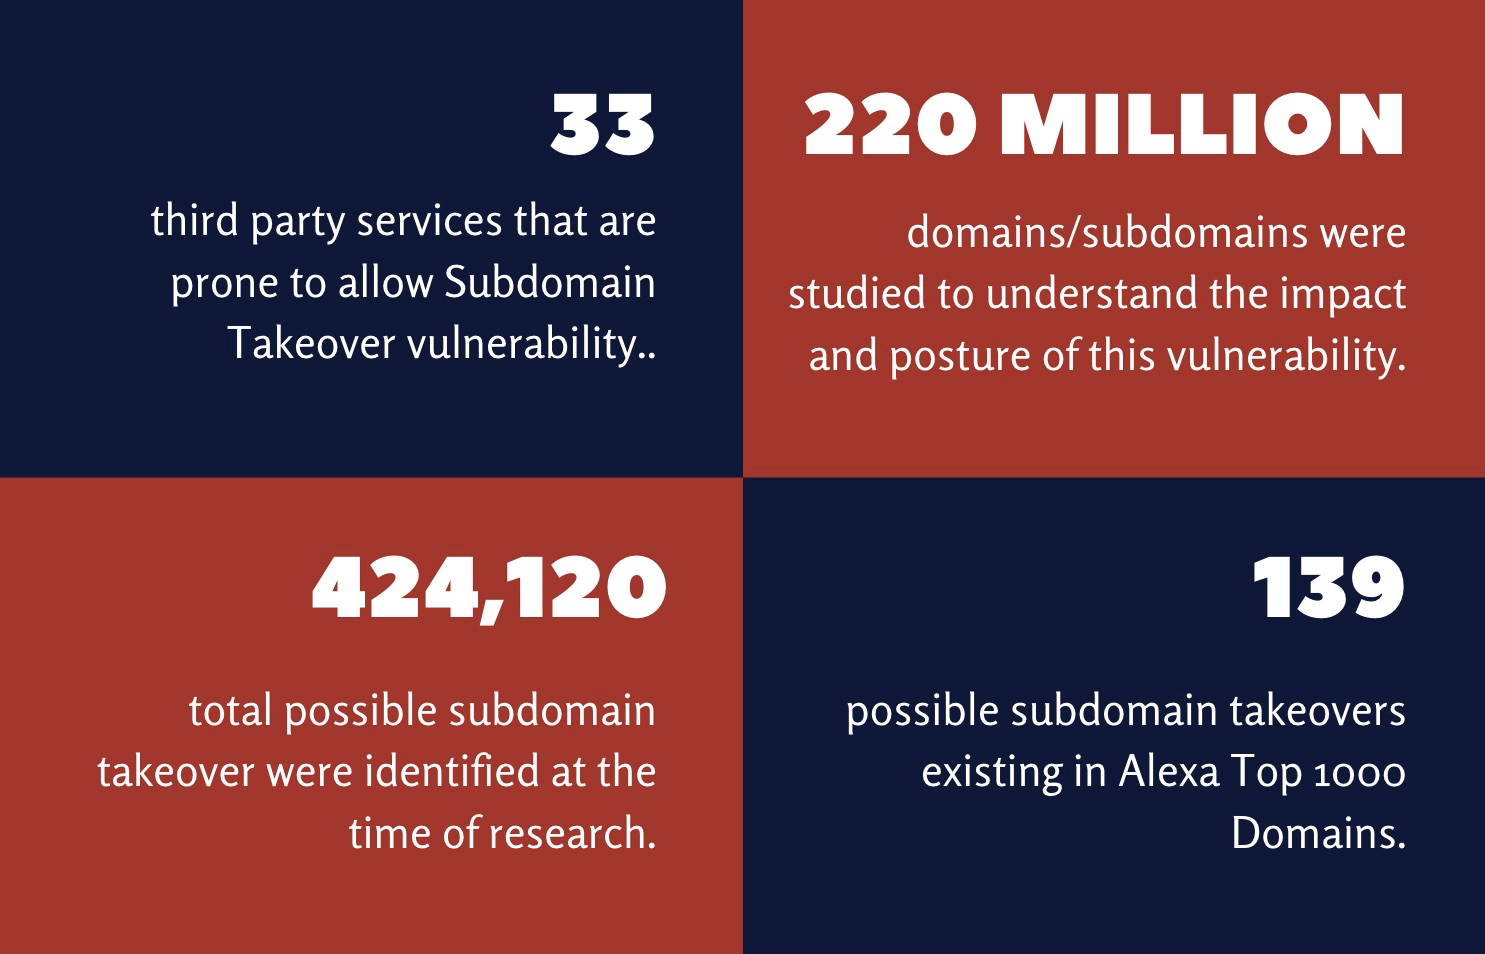 33
third party services that are
prone to allow Subdomain
Takeover vulnerability..
220 MILLION
domains/subdomains were
studied to understand the impact
and posture of this vulnerability.
424,120
total possible subdomain
takeover were identified at the
time of research.
139
possible subdomain takeovers
existing in Alexa Top 1000
Domains.